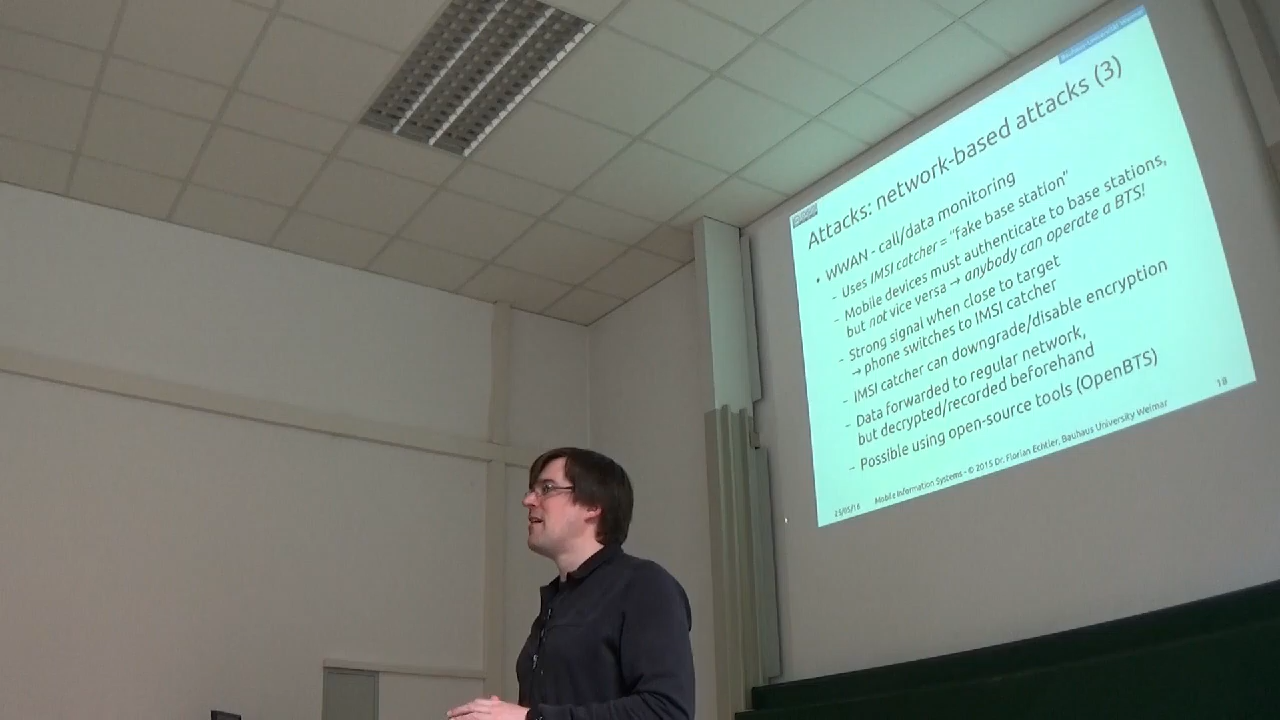 Attacks: network-based attacks (3)
• WWAN - call/data monitoring
– Uses IMSI catcher = "fake base station"
– Mobile devices must authenticate to base stations,
but not vice versa → anybody can operate a BTS!
– Strong signal when close to target
→ phone switches to IMSI catcher
– IMSI catcher can downgrade/disable encryption
– Data forwarded to regular network,
but decrypted/recorded beforehand
– Possible using open-source tools (OpenBTS)
25/05/16 Mobile Information Systems - © 2015 Dr. Florian Echtler, Bauhaus University Weimar 18